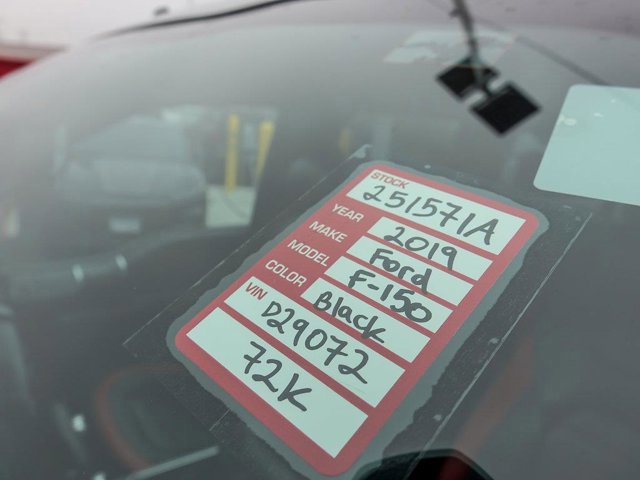 STOCK
251571A
YEAR 2019
MAKE Ford
MODEL F-150
COLOR Black
VIN D29072
72K